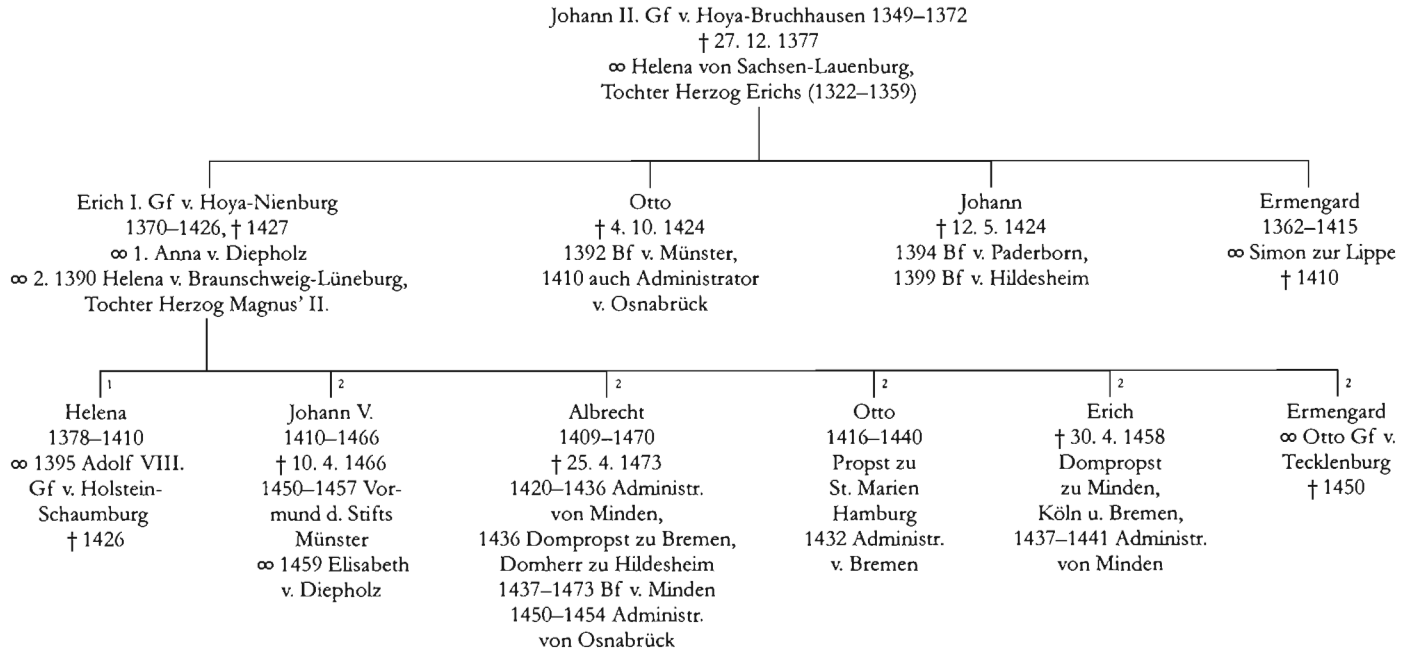 Johann II. Gf v. Hoya-Bruchhausen 1349–1372
† 27. 12. 1377
∞ Helena von Sachsen-Lauenburg,
Tochter Herzog Erichs (1322–1359)
Erich I. Gf v. Hoya-Nienburg
1370–1426, † 1427
∞ 1. Anna v. Diepholz
∞ 2. 1390 Helena v. Braunschweig-Lüneburg,
Tochter Herzog Magnus’ II.
Otto
† 4. 10. 1424
1392 Bf v. Münster,
1410 auch Administrator
v. Osnabrück
Johann
† 12. 5. 1424
1394 Bf v. Paderborn,
1399 Bf v. Hildesheim
Ermengard
1362–1415
∞ Simon zur Lippe
† 1410
1
Helena
1378–1410
∞ 1395 Adolf VIII.
Gf v. Holstein-
Schaumburg
† 1426
2
Johann V.
1410–1466
† 10. 4. 1466
1450–1457 Vor-
mund d. Stifts
Münster
∞ 1459 Elisabeth
v. Diepholz
2
Albrecht
1409–1470
† 25. 4. 1473
1420–1436 Administr.
von Minden,
1436 Dompropst zu Bremen,
Domherr zu Hildesheim
1437–1473 Bf v. Minden
1450–1454 Administr.
von Osnabrück
2
Otto
1416–1440
Propst zu
St. Marien
Hamburg
1432 Administr.
v. Bremen
2
Erich
† 30. 4. 1458
Dompropst
zu Minden,
Köln u. Bremen,
1437–1441 Administr.
von Minden
2
Ermengard
∞ Otto Gf v.
Tecklenburg
† 1450